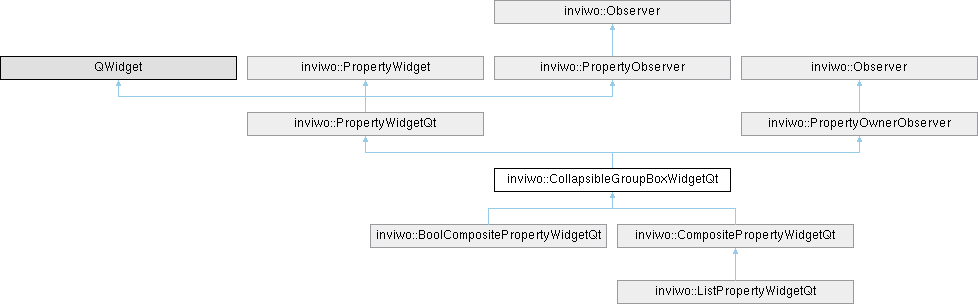 inviwo::Observer
QWidget
inviwo::PropertyWidget
inviwo::PropertyObserver
inviwo::Observer
inviwo::PropertyWidgetQt
inviwo::PropertyOwnerObserver
inviwo::CollapsibleGroupBoxWidgetQt
inviwo::BoolCompositePropertyWidgetQt
inviwo::CompositePropertyWidgetQt
inviwo::ListPropertyWidgetQt